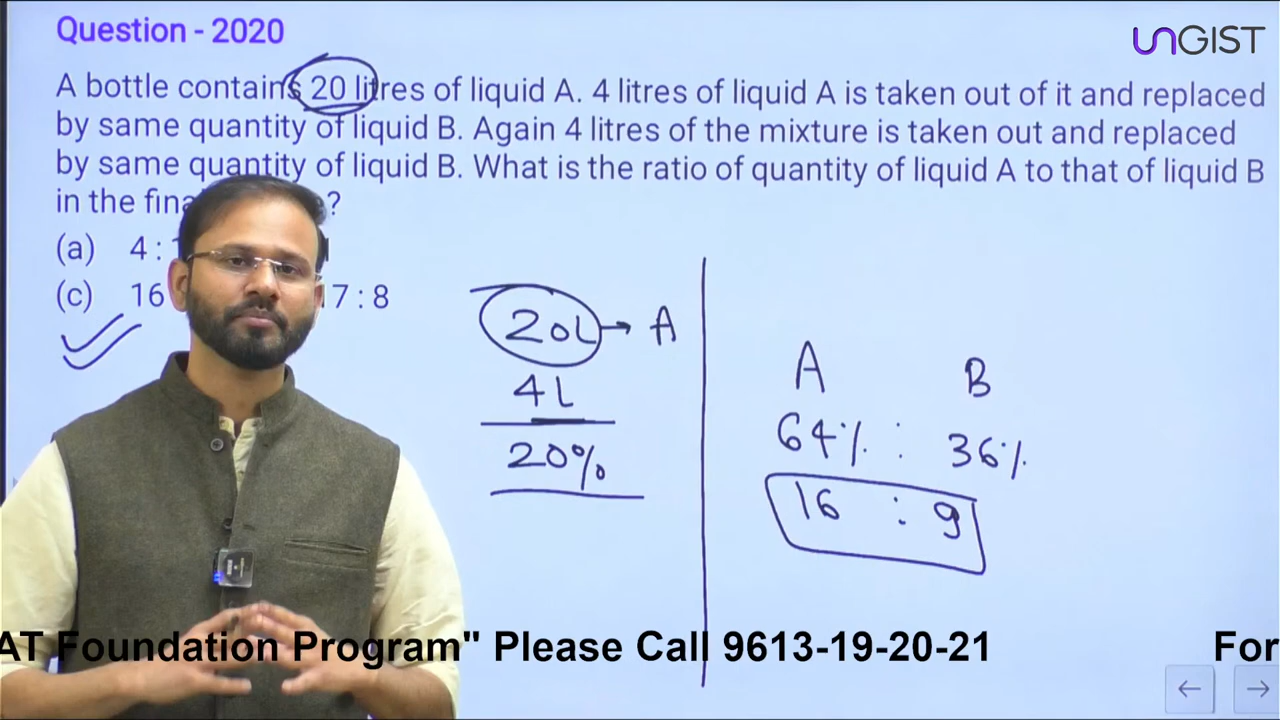 Question - 2020
UNGIST
A bottle contains 20 litres of liquid A. 4 litres of liquid A is taken out of it and replaced
by same quantity of liquid B. Again 4 litres of the mixture is taken out and replaced
by same quantity of liquid B. What is the ratio of quantity of liquid A to that of liquid B
in the ?
(a) 4 :
(c) 16 17 : 8
20L → A
4L
20%
A B
64% : 36%
16 : 9
Foundation Program" Please Call 9613-19-20-21 For
← →